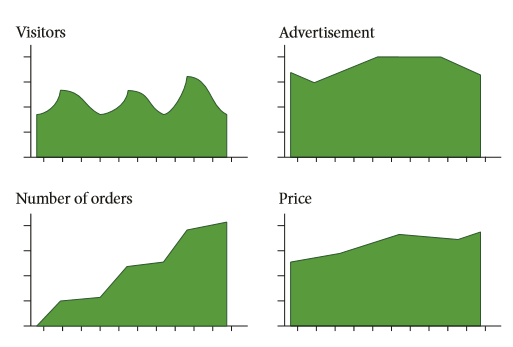 Visitors
Advertisement
Number of orders
Price